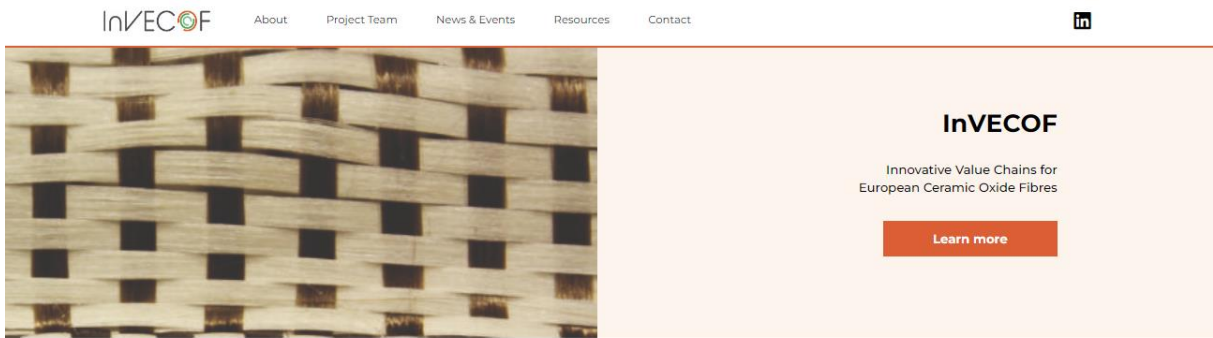 InVECOF
About Project Team News & Events Resources Contact
in
InVECOF
Innovative Value Chains for
European Ceramic Oxide Fibres
Learn more